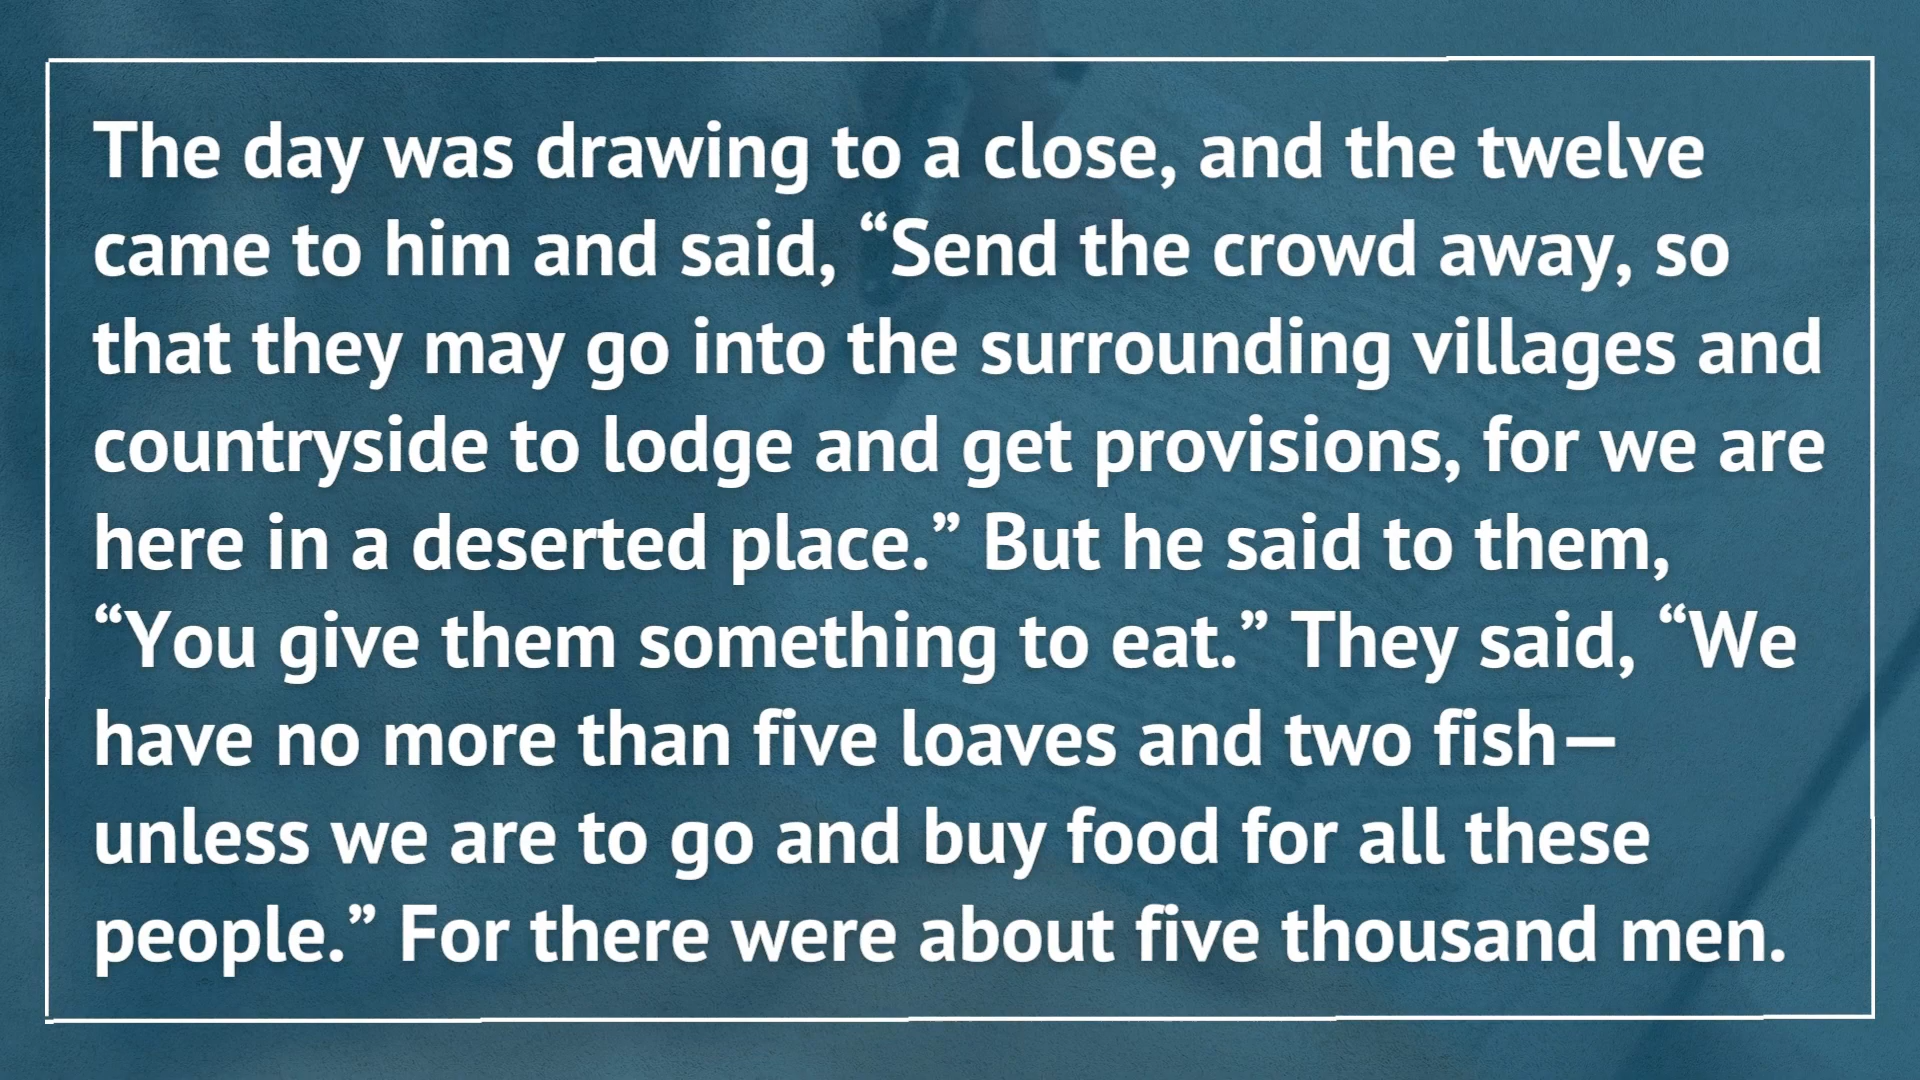 The day was drawing to a close, and the twelve
came to him and said, “Send the crowd away, so
that they may go into the surrounding villages and
countryside to lodge and get provisions, for we are
here in a deserted place.” But he said to them,
“You give them something to eat.” They said, “We
have no more than five loaves and two fish—
unless we are to go and buy food for all these
people.” For there were about five thousand men.